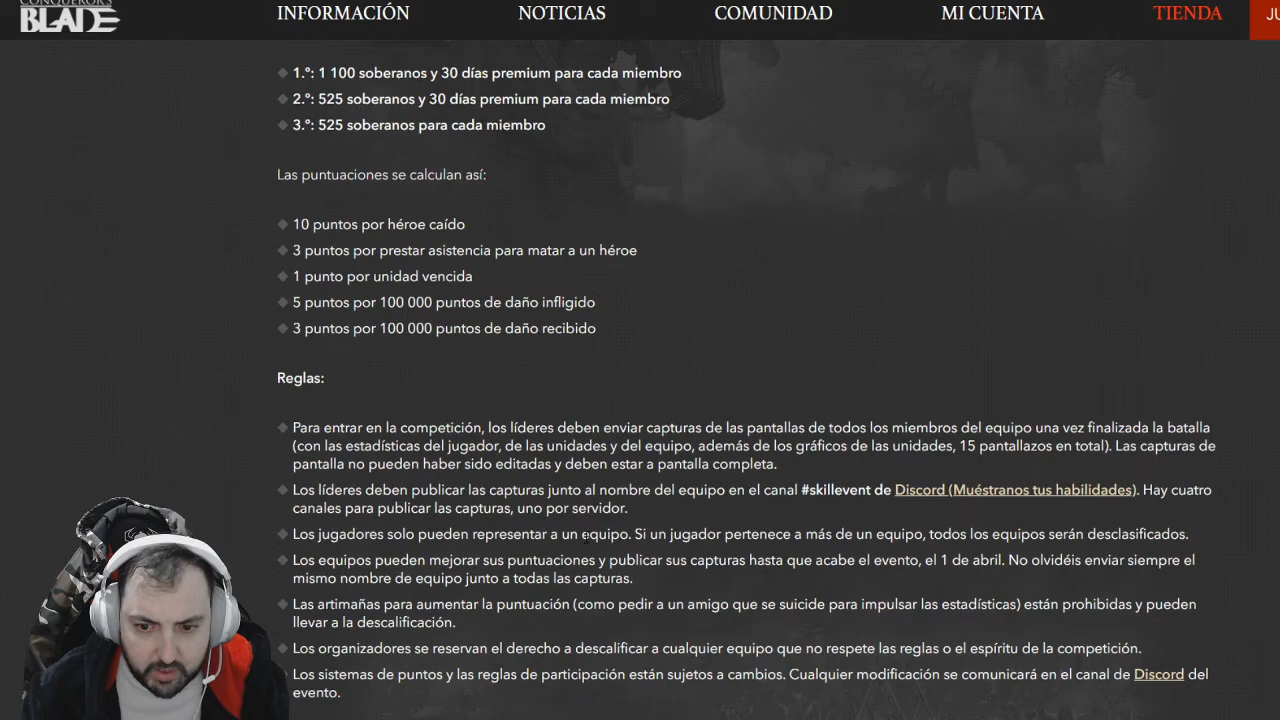 CONQUEROR'S
BLADE
INFORMACIÓN
NOTICIAS
COMUNIDAD
MI CUENTA
TIENDA
JU
1.º: 1 100 soberanos y 30 días premium para cada miembro
2.º: 525 soberanos y 30 días premium para cada miembro
3.º: 525 soberanos para cada miembro
Las puntuaciones se calculan así:
10 puntos por héroe caído
3 puntos por prestar asistencia para matar a un héroe
1 punto por unidad vencida
5 puntos por 100 000 puntos de daño infligido
3 puntos por 100 000 puntos de daño recibido
Reglas:
Para entrar en la competición, los líderes deben enviar capturas de las pantallas de todos los miembros del equipo una vez finalizada la batalla
(con las estadísticas del jugador, de las unidades y del equipo, además de los gráficos de las unidades, 15 pantallazos en total). Las capturas de
pantalla no pueden haber sido editadas y deben estar a pantalla completa.
Los líderes deben publicar las capturas junto al nombre del equipo en el canal #skillevent de Discord (Muéstranos tus habilidades). Hay cuatro
canales para publicar las capturas, uno por servidor.
Los jugadores solo pueden representar a un equipo. Si un jugador pertenece a más de un equipo, todos los equipos serán desclasificados.
Los equipos pueden mejorar sus puntuaciones y publicar sus capturas hasta que acabe el evento, el 1 de abril. No olvidéis enviar siempre el
mismo nombre de equipo junto a todas las capturas.
Las artimañas para aumentar la puntuación (como pedir a un amigo que se suicide para impulsar las estadísticas) están prohibidas y pueden
llevar a la descalificación.
Los organizadores se reservan el derecho a descalificar a cualquier equipo que no respete las reglas o el espíritu de la competición.
Los sistemas de puntos y las reglas de participación están sujetos a cambios. Cualquier modificación se comunicará en el canal de Discord del
evento.